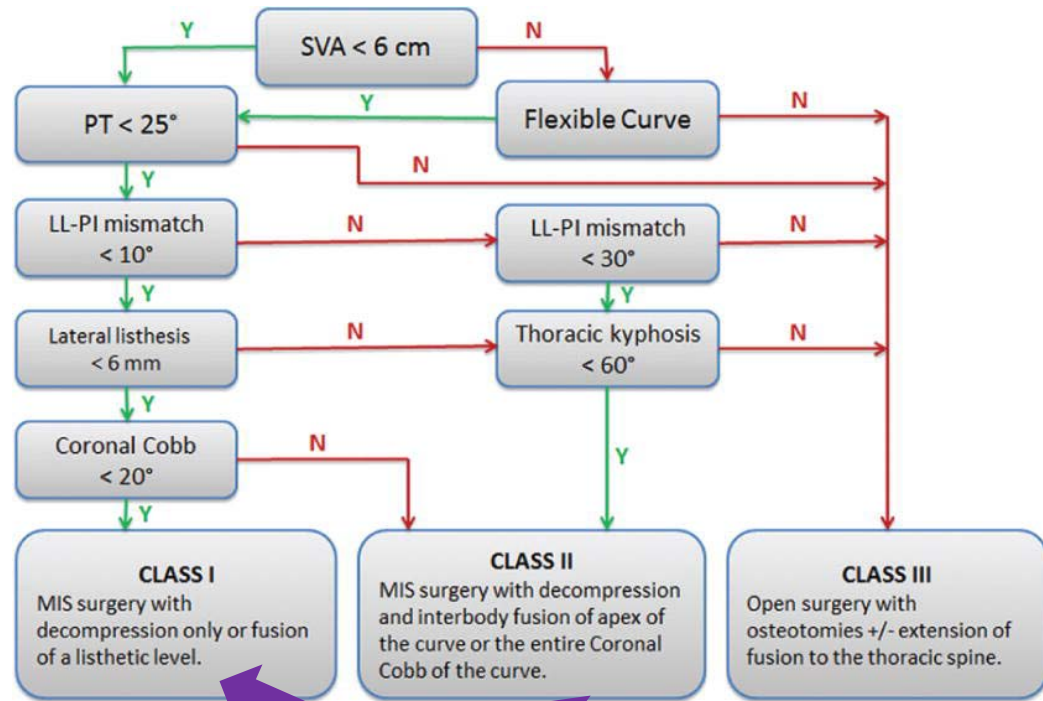 Y
SVA < 6 cm
N
PT < 25°
Y
Flexible Curve
N
N
Y
LL-PI mismatch
< 10°
N
LL-PI mismatch
< 30°
N
Y
Y
Lateral listhesis
< 6 mm
N
Thoracic kyphosis
< 60°
N
Y
Coronal Cobb
< 20°
N
Y
Y
CLASS I
MIS surgery with
decompression only or fusion
of a listhetic level.
CLASS II
MIS surgery with decompression
and interbody fusion of apex of
the curve or the entire Coronal
Cobb of the curve.
CLASS III
Open surgery with
osteotomies +/- extension of
fusion to the thoracic spine.